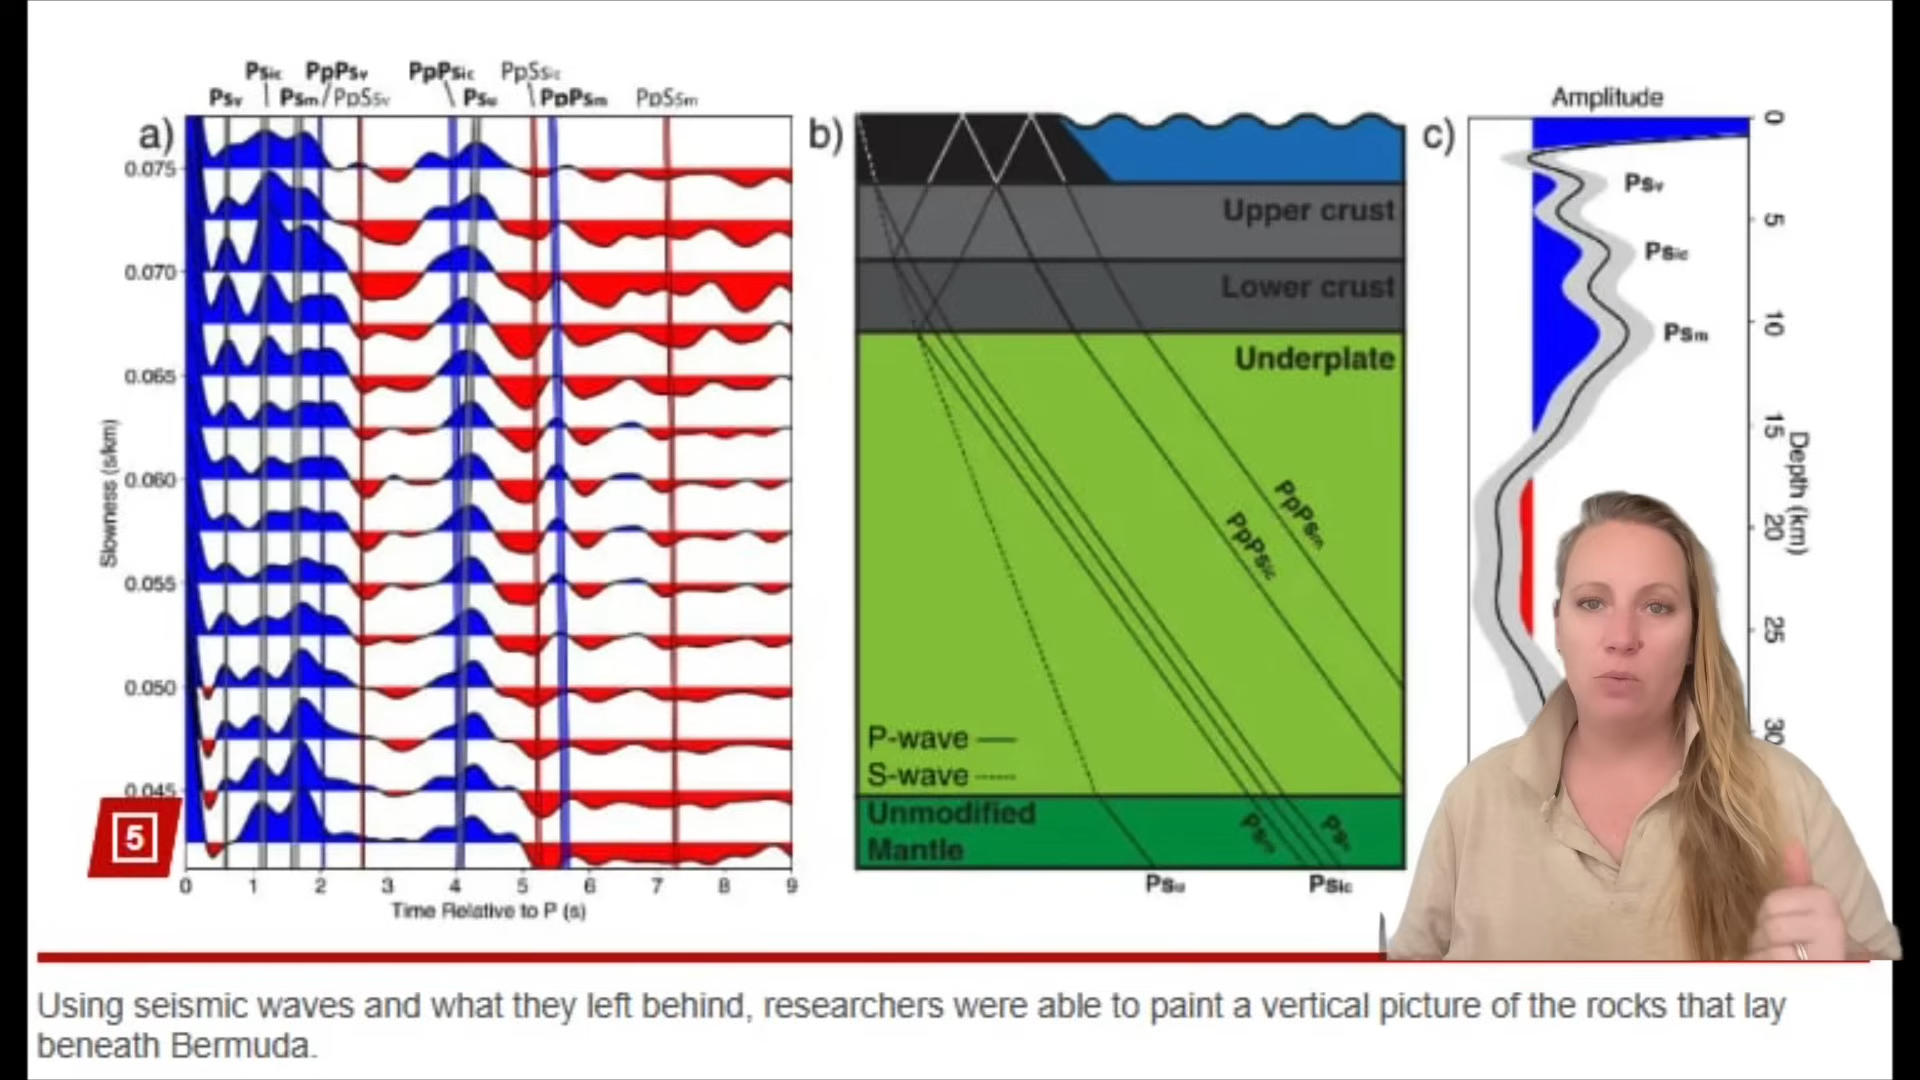 Psic PpPsv PpPsic PpSsic
Psv Psm PpSsv Psu PpPsm PpSsm
a)
0.075
0.070
0.065
0.060
0.055
0.050
0.045
Slowness (s/km)
0 1 2 3 4 5 6 7 8 9
Time Relative to P (s)
5
b)
Upper crust
Lower crust
Underplate
PpPsm
PpPsic
P-wave
S-wave
Unmodified
Mantle
Psm
Psv
Psu Psic
c)
Amplitude
Psv
Psic
Psm
0
5
10
15
20
25
30
Depth (km)
Using seismic waves and what they left behind, researchers were able to paint a vertical picture of the rocks that lay
beneath Bermuda.